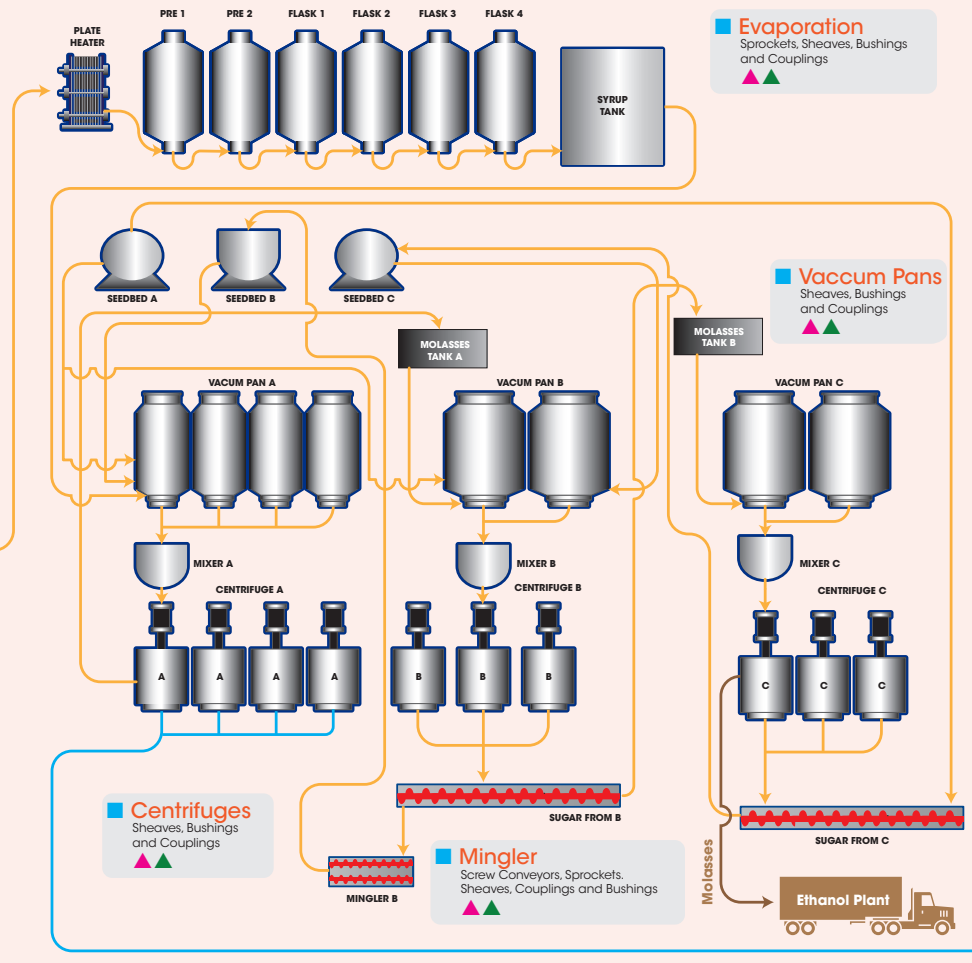 PRE 1
PRE 2
FLASK 1
FLASK 2
FLASK 3
FLASK 4
PLATE
HEATER
SYRUP
TANK
Evaporation
Sprockets, Sheaves, Bushings
and Couplings
SEEDBED A
SEEDBED B
SEEDBED C
Vaccum Pans
Sheaves, Bushings
and Couplings
MOLASSES
TANK A
MOLASSES
TANK B
VACUM PAN A
VACUM PAN B
VACUM PAN C
MIXER A
MIXER B
MIXER C
CENTRIFUGE A
CENTRIFUGE B
CENTRIFUGE C
A
A
A
A
B
B
B
C
C
C
SUGAR FROM B
SUGAR FROM C
Centrifuges
Sheaves, Bushings
and Couplings
MINGLER B
Mingler
Screw Conveyors, Sprockets.
Sheaves, Couplings and Bushings
Molasses
Ethanol Plant